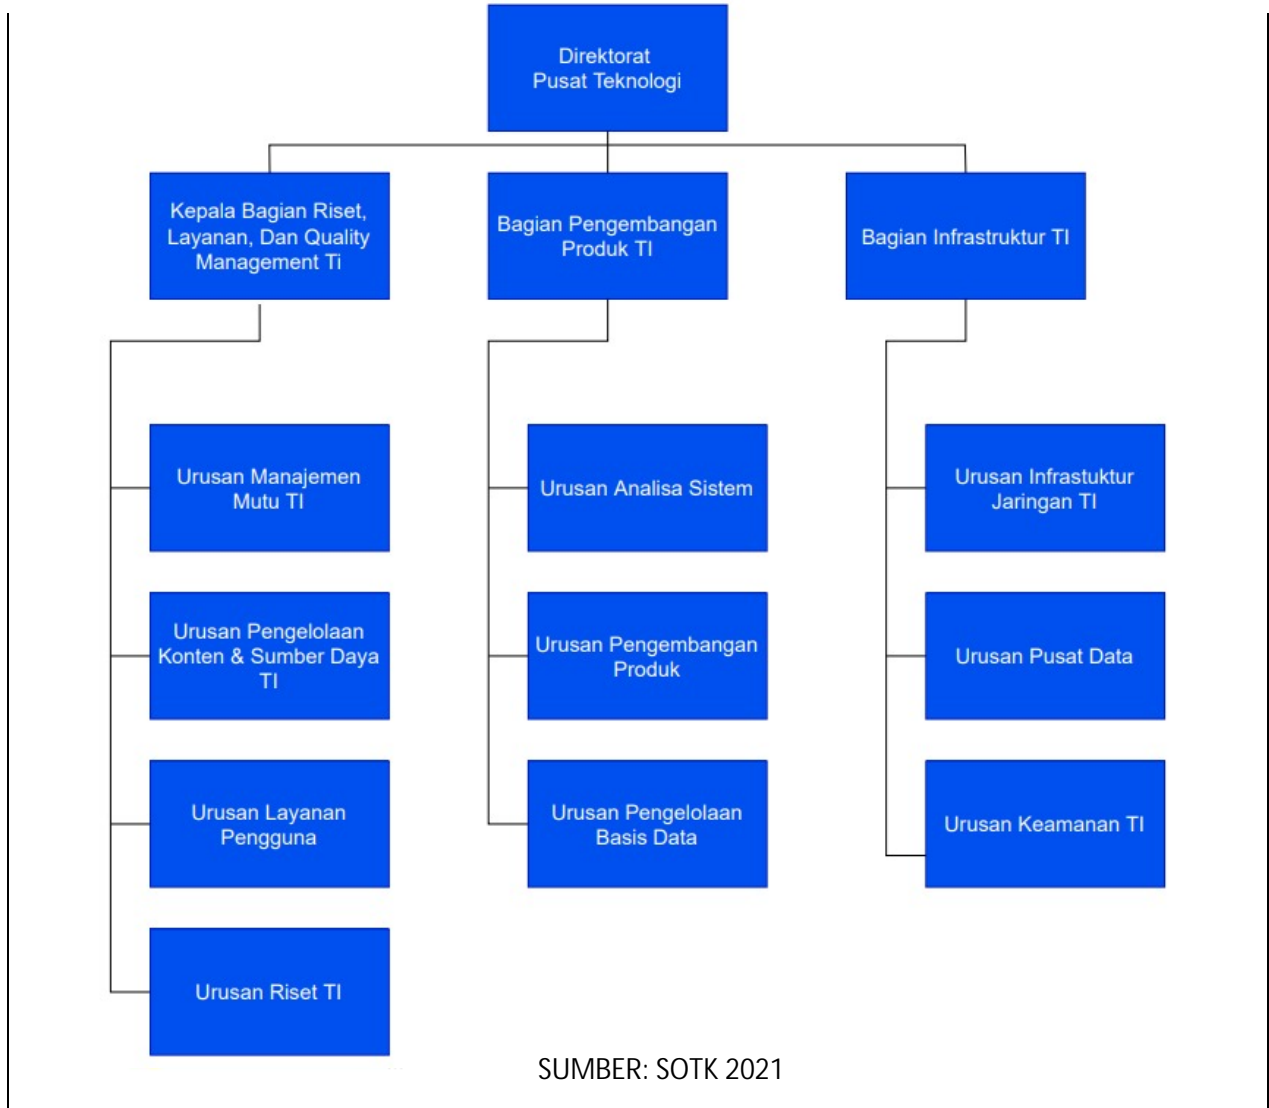 Direktorat
Pusat Teknologi
Kepala Bagian Riset,
Layanan, Dan Quality
Management Ti
Bagian Pengembangan
Produk TI
Bagian Infrastruktur TI
Urusan Manajemen
Mutu TI
Urusan Analisa Sistem
Urusan Infrastuktur
Jaringan TI
Urusan Pengelolaan
Konten & Sumber Daya
TI
Urusan Pengembangan
Produk
Urusan Pusat Data
Urusan Layanan
Pengguna
Urusan Pengelolaan
Basis Data
Urusan Keamanan TI
Urusan Riset TI
SUMBER: SOTK 2021